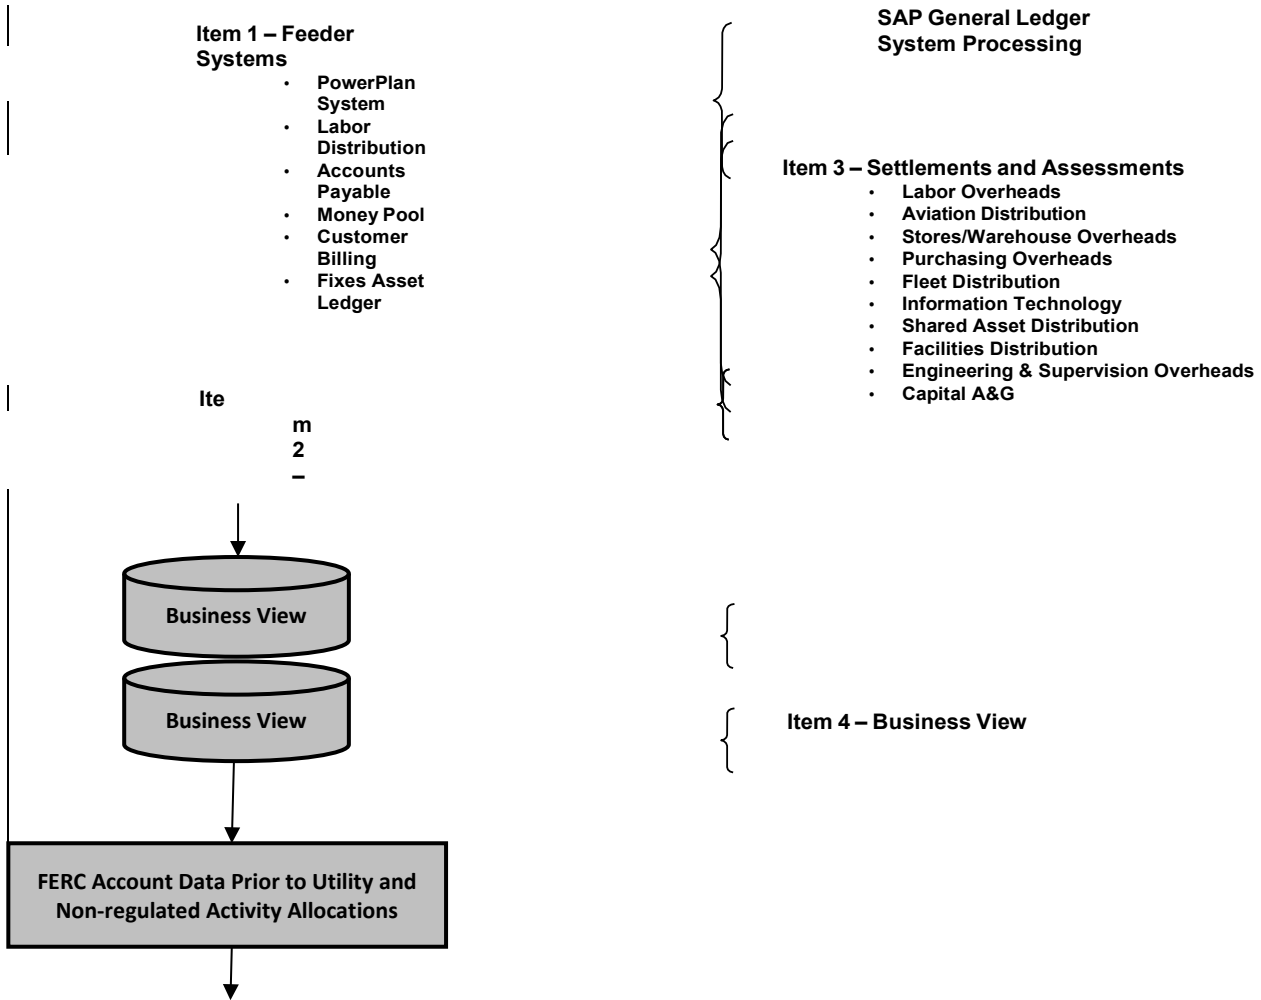 Item 1 – Feeder
Systems
• PowerPlan
System
• Labor
Distribution
• Accounts
Payable
• Money Pool
• Customer
Billing
• Fixes Asset
Ledger
Ite
m
2
–
SAP General Ledger
System Processing
Item 3 – Settlements and Assessments
• Labor Overheads
• Aviation Distribution
• Stores/Warehouse Overheads
• Purchasing Overheads
• Fleet Distribution
• Information Technology
• Shared Asset Distribution
• Facilities Distribution
• Engineering & Supervision Overheads
• Capital A&G
Business View
Business View
Item 4 – Business View
FERC Account Data Prior to Utility and
Non-regulated Activity Allocations